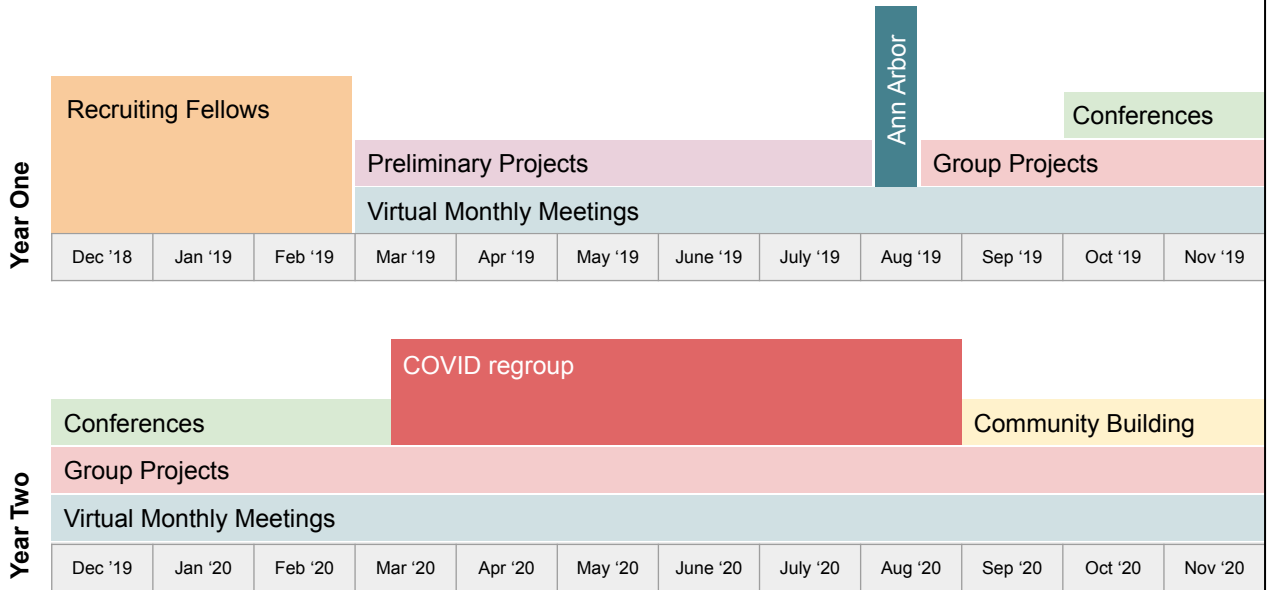 Year One
Ann Arbor
Recruiting Fellows
Conferences
Preliminary Projects
Group Projects
Virtual Monthly Meetings
Dec ’18
Jan ‘19
Feb ‘19
Mar ‘19
Apr ‘19
May ‘19
June ‘19
July ‘19
Aug ‘19
Sep ‘19
Oct ‘19
Nov ‘19
Year Two
COVID regroup
Conferences
Community Building
Group Projects
Virtual Monthly Meetings
Dec ‘19
Jan ‘20
Feb ‘20
Mar ‘20
Apr ‘20
May ‘20
June ‘20
July ‘20
Aug ‘20
Sep ‘20
Oct ‘20
Nov ‘20